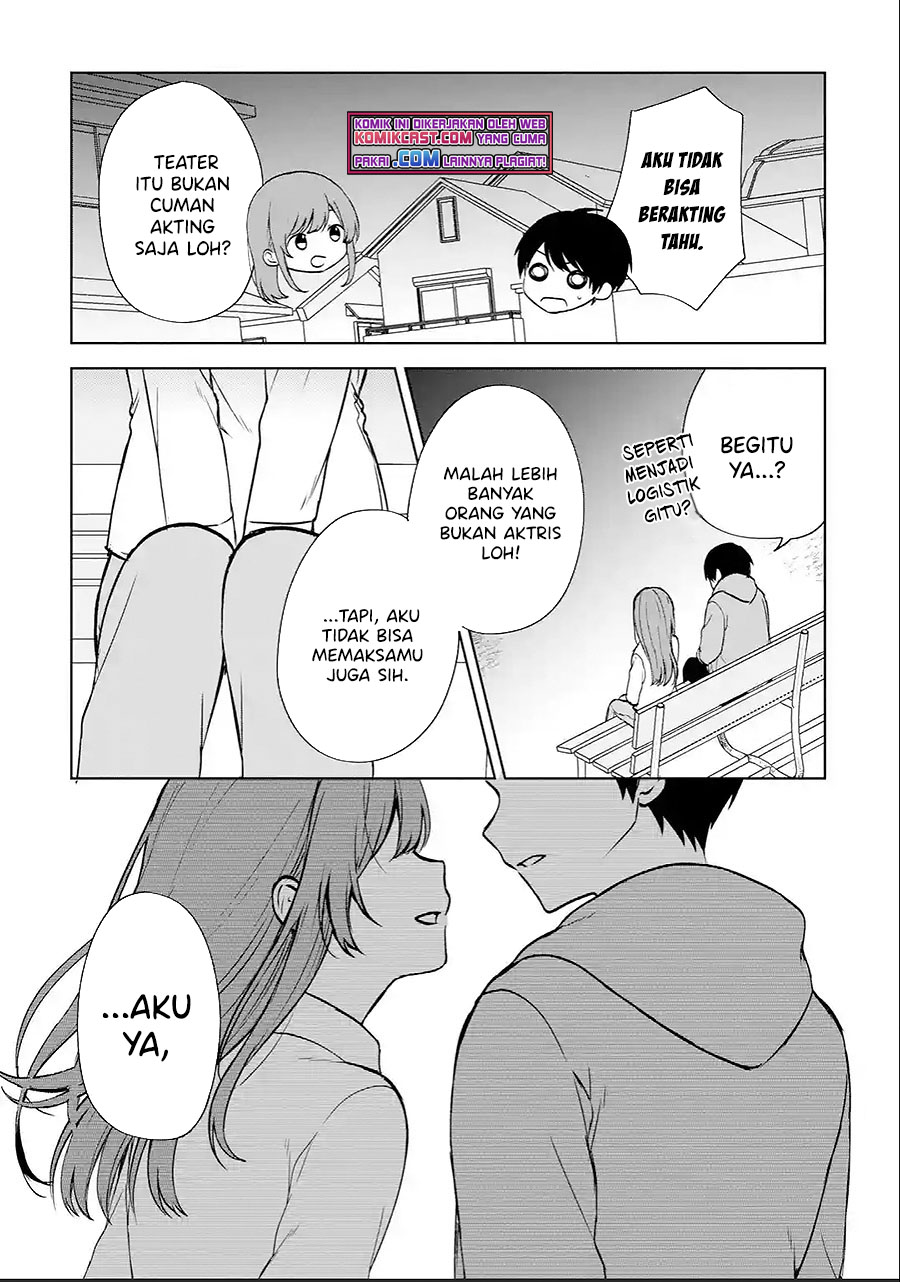 KOMIK INI DIKERJAKAN OLEH WEB
KOMIKCAST.COM YANG CUMA
PAKAI .COM LAINNYA PLAGIAT!
AKU TIDAK
BISA
BERAKTING
TAHU.
TEATER
ITU BUKAN
CUMAN
AKTING
SAJA LOH?
BEGITU
YA...?
SEPERTI
MENJADI
LOGISTIK
GITU?
MALAH LEBIH
BANYAK
ORANG YANG
BUKAN AKTRIS
LOH!
...TAPI, AKU
TIDAK BISA
MEMAKSAMU
JUGA SIH.
...AKU
YA,